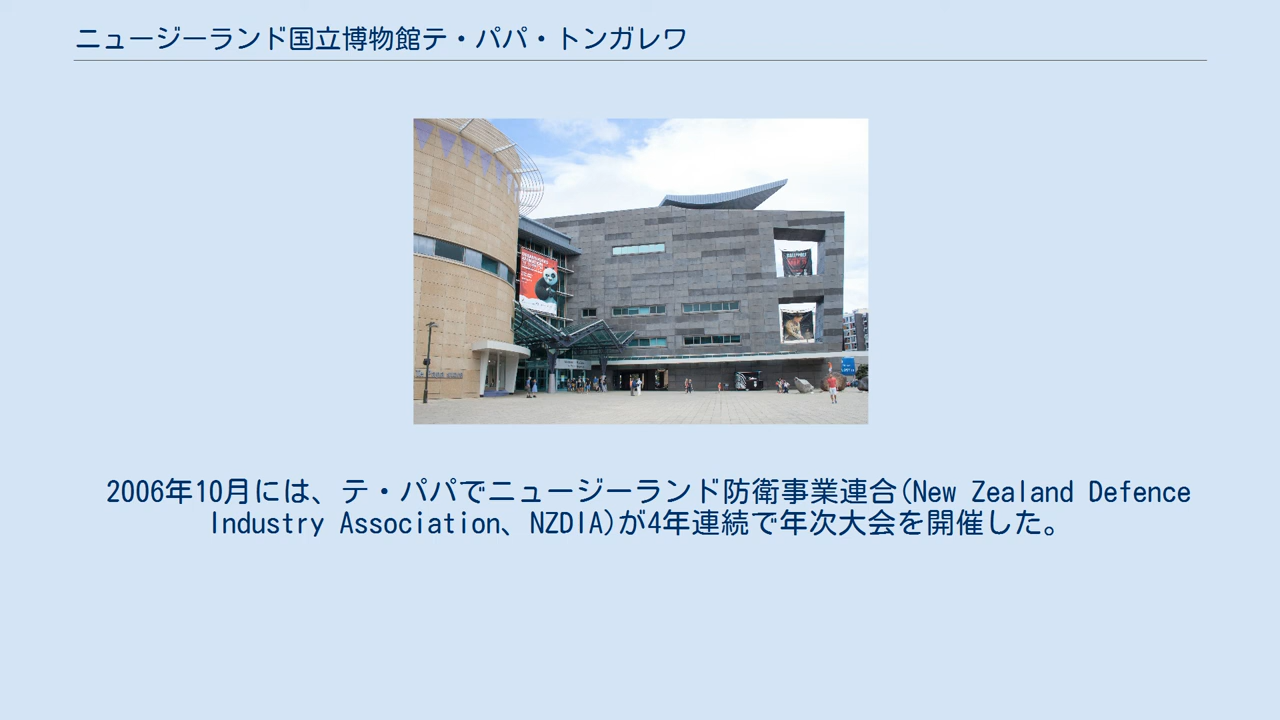 ニュージーランド国立博物館テ・パパ・トンガレワ
2006年10月には、テ・パパでニュージーランド防衛事業連合(New Zealand Defence
Industry Association、NZDIA)が4年連続で年次大会を開催した。